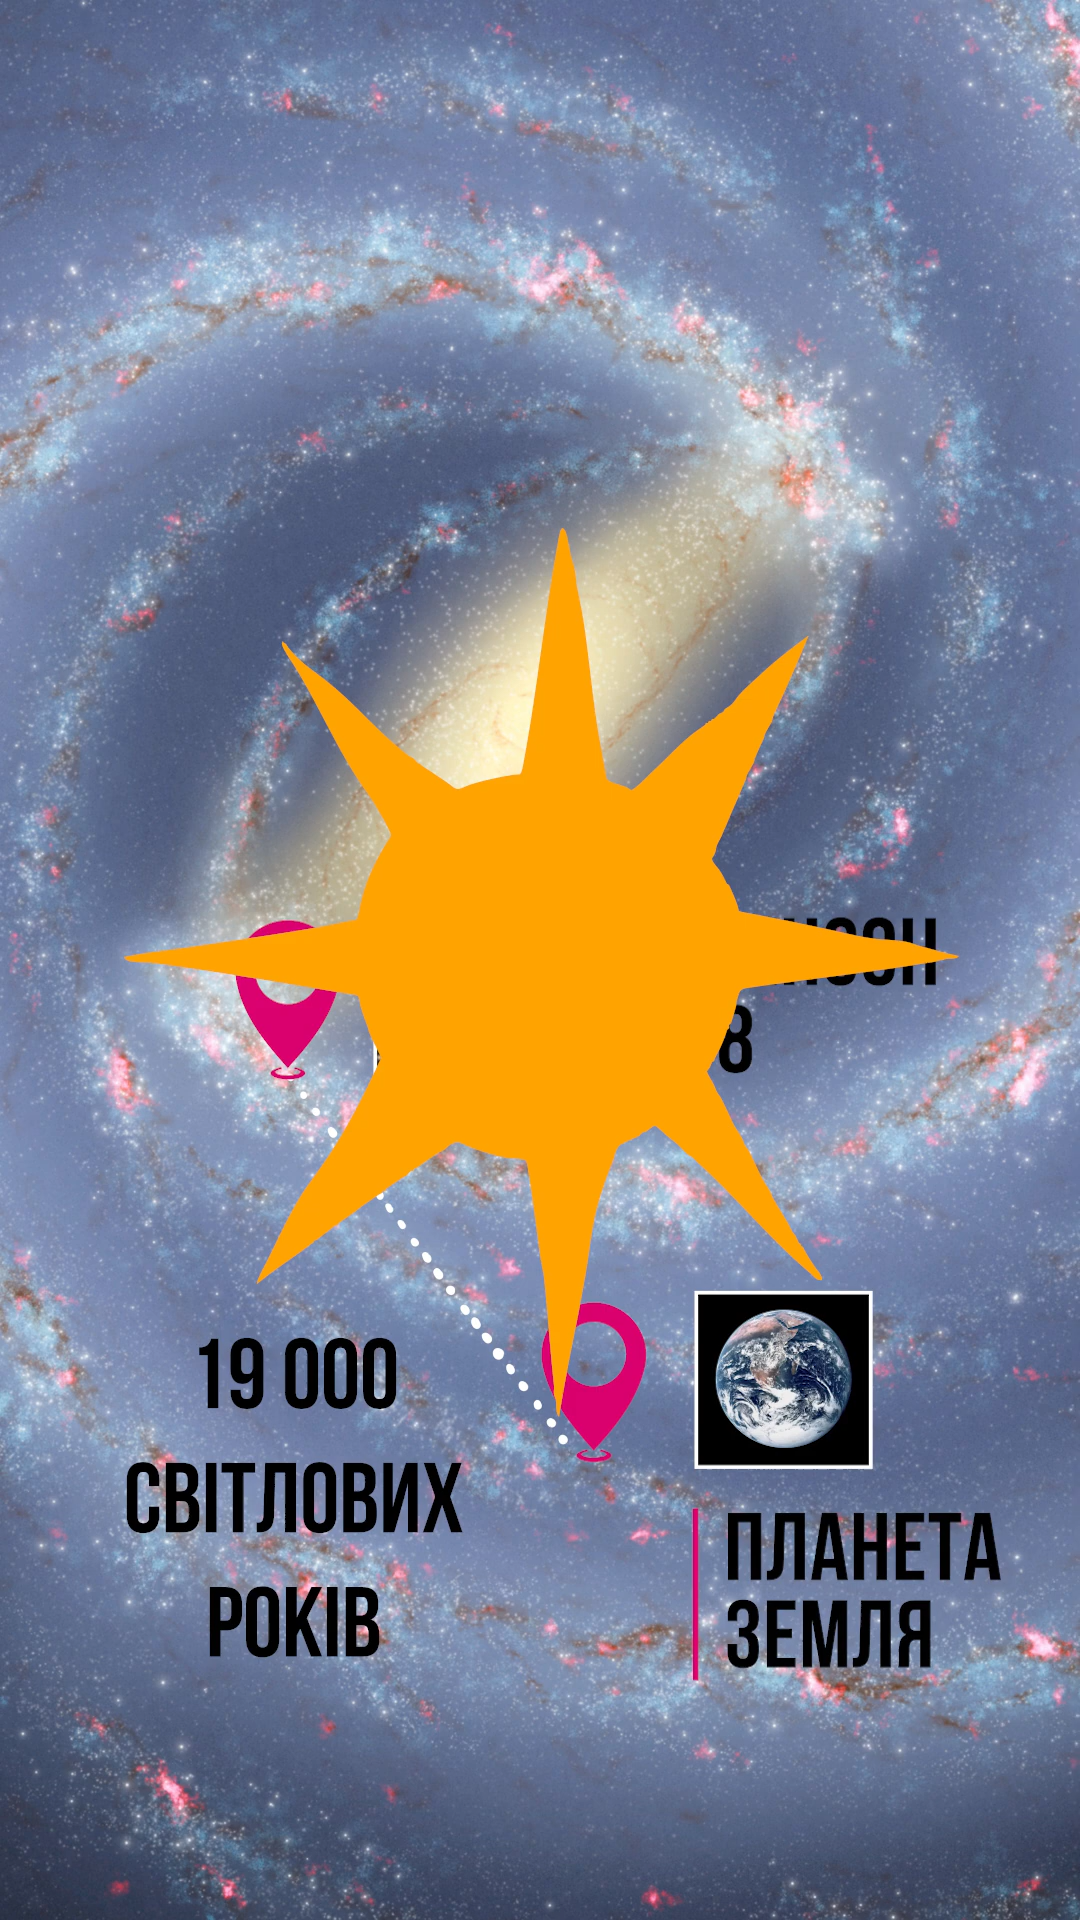 19 000
СВІТЛОВИХ
РОКІВ
ПЛАНЕТА
ЗЕМЛЯ